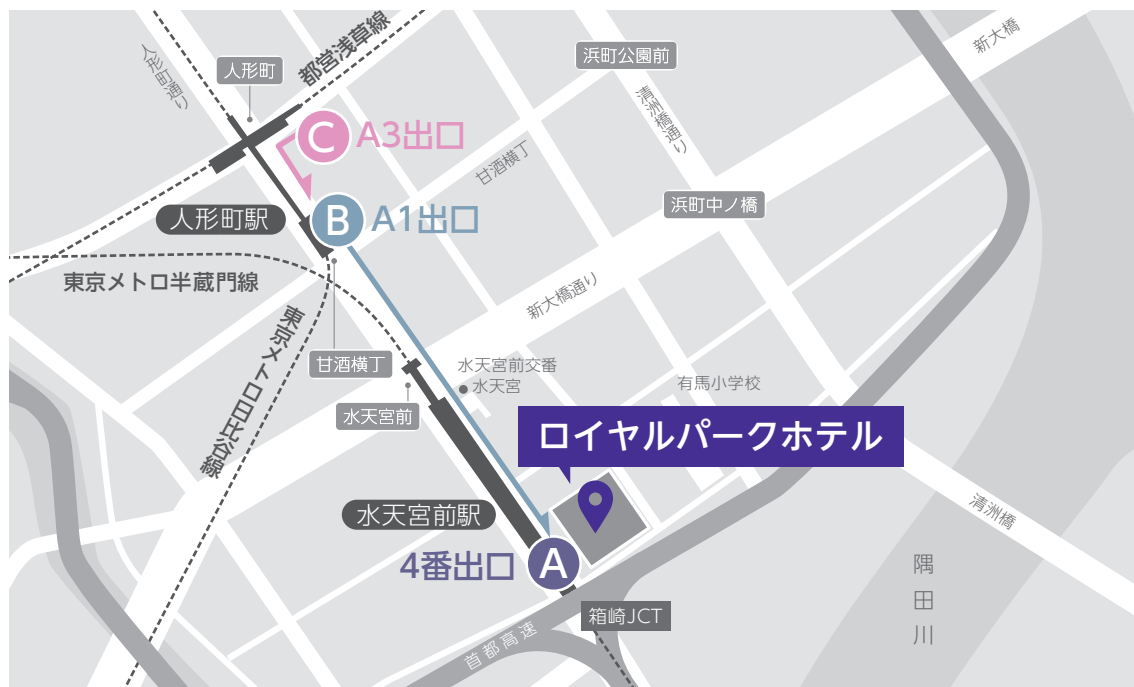 新大橋
都営浅草線
人形町通り
浜町公園前
人形町
清洲橋通り
C
A3出口
甘酒横丁
浜町中ノ橋
人形町駅
B
A1出口
東京メトロ半蔵門線
新大橋通り
東京メトロ日比谷線
甘酒横丁
水天宮前交番
水天宮
有馬小学校
水天宮前
ロイヤルパークホテル
水天宮前駅
清洲橋
4番出口
A
隅田川
箱崎JCT
首都高速